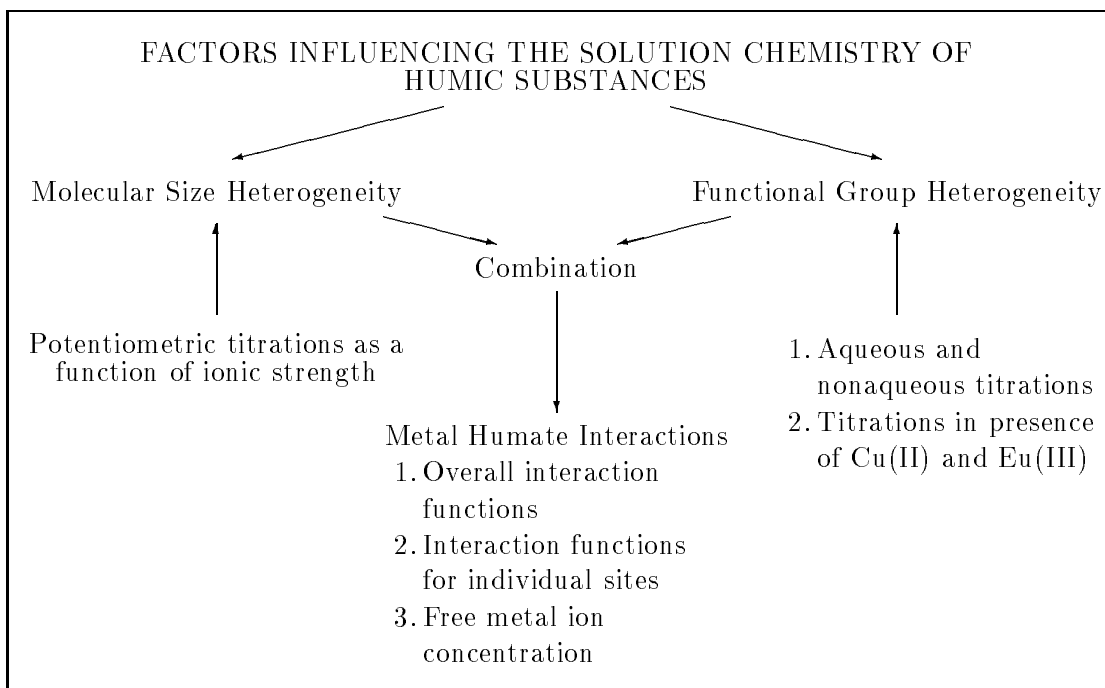 FACTORS INFLUENCING THE SOLUTION CHEMISTRY OF
HUMIC SUBSTANCES
Molecular Size Heterogeneity
Functional Group Heterogeneity
Combination
Potentiometric titrations as a
function of ionic strength
1. Aqueous and
nonaqueous titrations
2. Titrations in presence
of Cu(II) and Eu(III)
Metal Humate Interactions
1. Overall interaction
functions
2. Interaction functions
for individual sites
3. Free metal ion
concentration